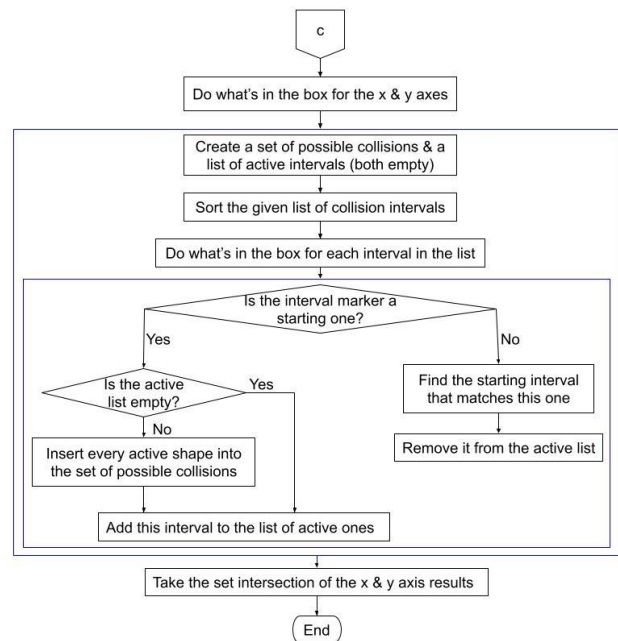 c
Do what's in the box for the x & y axes
Create a set of possible collisions & a
list of active intervals (both empty)
Sort the given list of collision intervals
Do what's in the box for each interval in the list
Is the interval marker a
starting one?
Yes
No
Is the active
list empty?
Yes
No
Find the starting interval
that matches this one
Insert every active shape into
the set of possible collisions
Remove it from the active list
Add this interval to the list of active ones
Take the set intersection of the x & y axis results
End